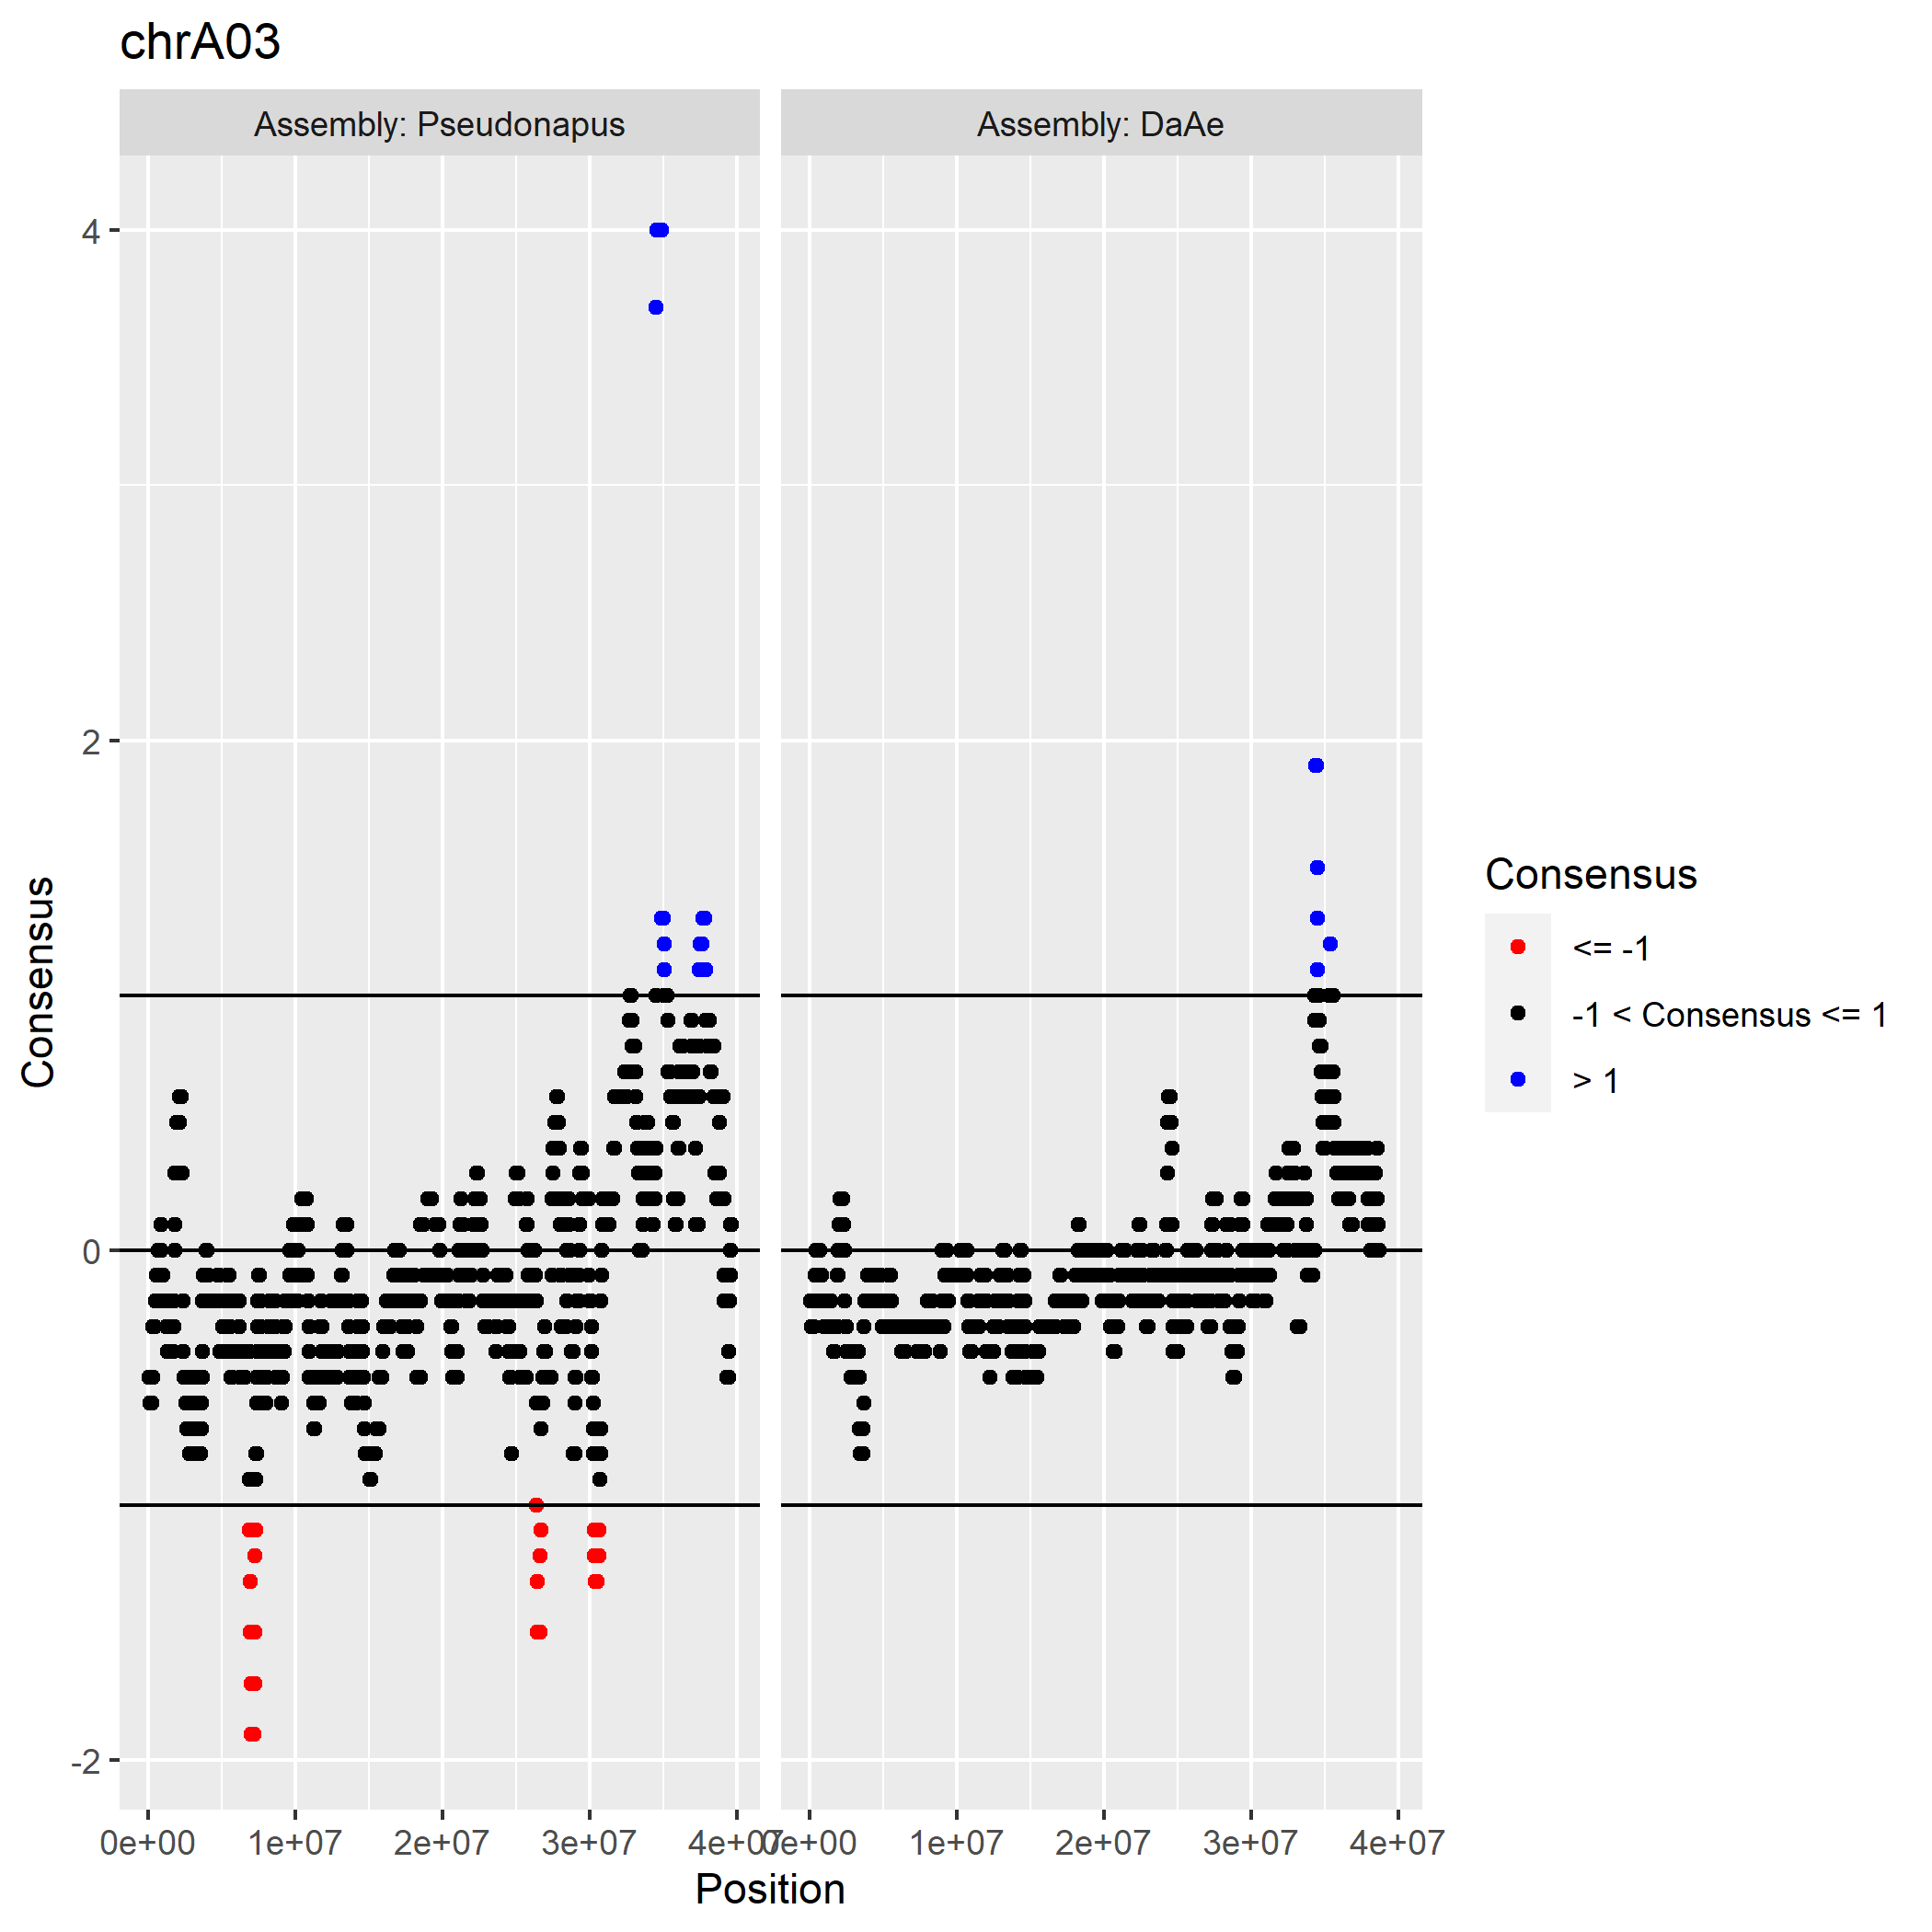 chrA03
Assembly: Pseudonapus
Assembly: DaAe
4
2
0
-2
Consensus
0e+00 1e+07 2e+07 3e+07 4e+07 0e+00 1e+07 2e+07 3e+07 4e+07
Position
Consensus
<= -1
-1 < Consensus <= 1
> 1